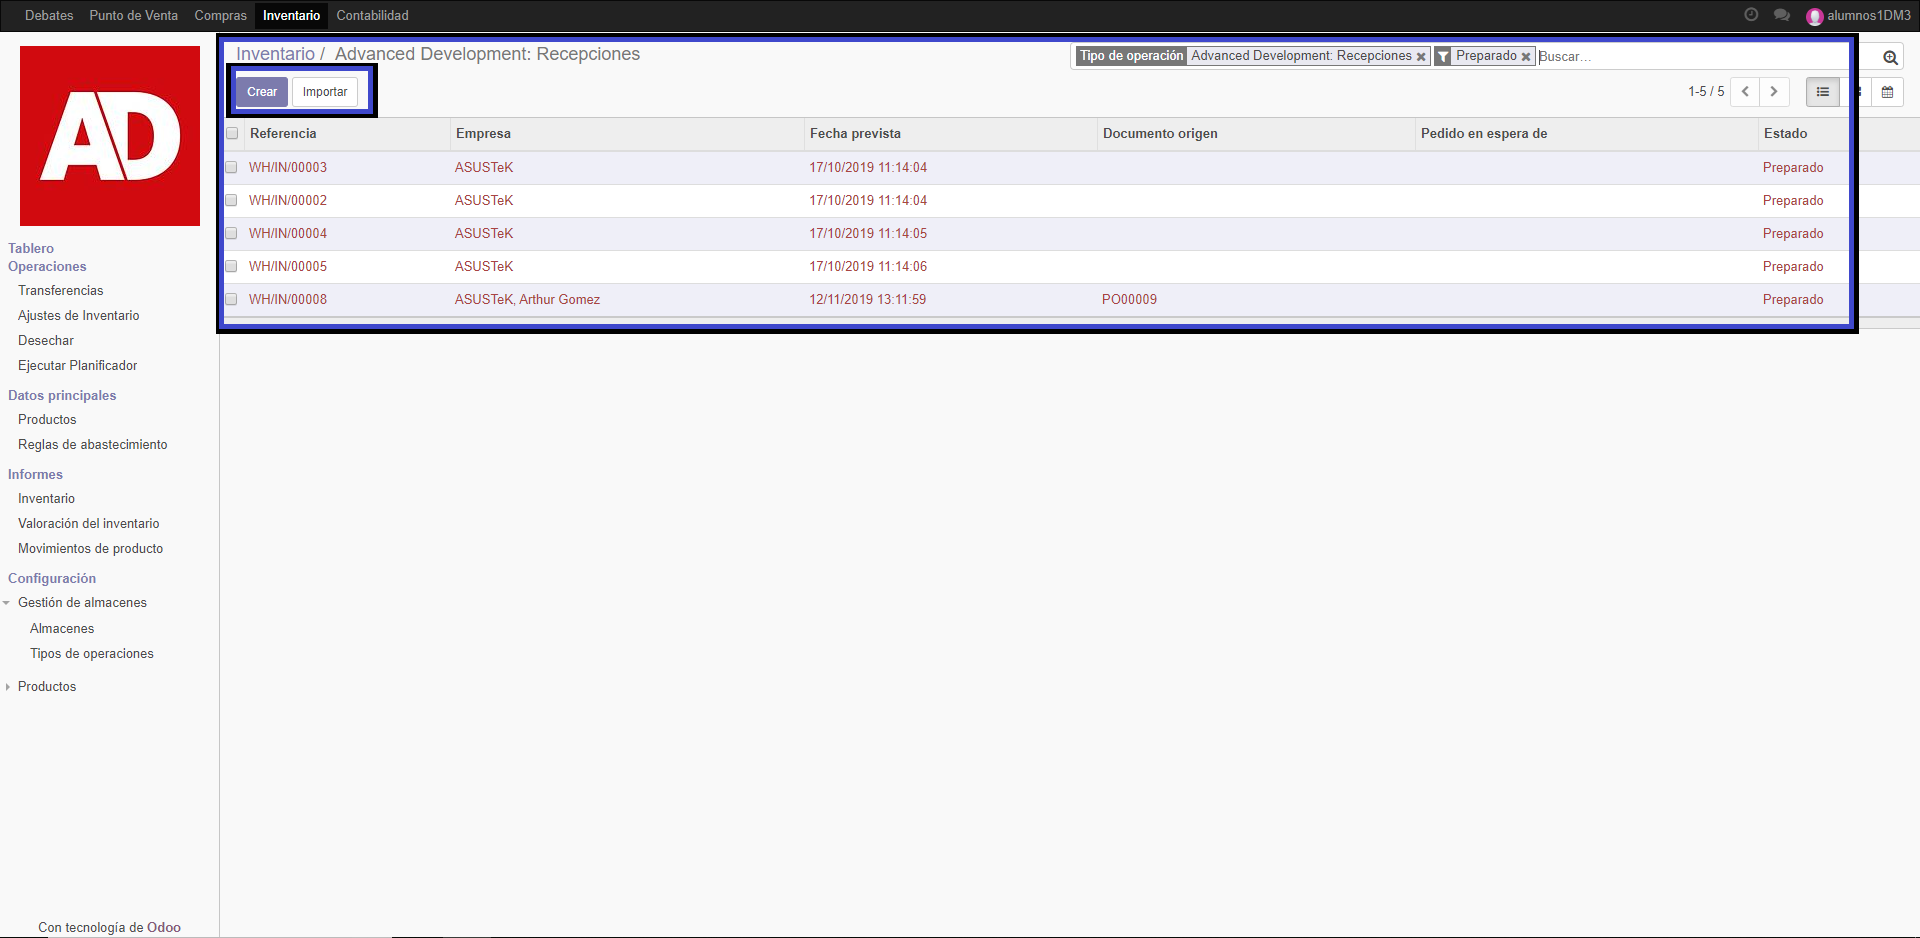 Debates Punto de Venta Compras Inventario Contabilidad alumnos1DM3
Inventario / Advanced Development: Recepciones
Tipo de operación Advanced Development: Recepciones Preparado Buscar...
Crear Importar
1-5 / 5
Referencia Empresa Fecha prevista Documento origen Pedido en espera de Estado
WH/IN/00003 ASUSTeK 17/10/2019 11:14:04 Preparado
WH/IN/00002 ASUSTeK 17/10/2019 11:14:04 Preparado
WH/IN/00004 ASUSTeK 17/10/2019 11:14:05 Preparado
WH/IN/00005 ASUSTeK 17/10/2019 11:14:06 Preparado
WH/IN/00008 ASUSTeK, Arthur Gomez 12/11/2019 13:11:59 PO00009 Preparado
AD
Tablero
Operaciones
Transferencias
Ajustes de Inventario
Desechar
Ejecutar Planificador
Datos principales
Productos
Reglas de abastecimiento
Informes
Inventario
Valoración del inventario
Movimientos de producto
Configuración
Gestión de almacenes
Almacenes
Tipos de operaciones
Productos
Con tecnología de Odoo